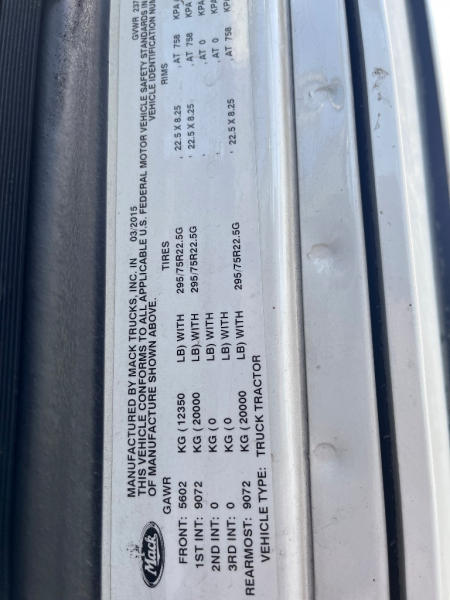 Mack
MANUFACTURED BY MACK TRUCKS, INC. IN 03/2015 GVWR 237
THIS VEHICLE CONFORMS TO ALL APPLICABLE U.S. FEDERAL MOTOR VEHICLE SAFETY STANDARDS IN
OF MANUFACTURE SHOWN ABOVE. VEHICLE IDENTIFICATION NU
GAWR TIRES RIMS
FRONT: 5602 KG (12350 LB) WITH 295/75R22.5G , 22.5 X 8.25 , AT 758 KPA
1ST INT: 9072 KG (20000 LB) WITH 295/75R22.5G , 22.5 X 8.25 , AT 758 KPA
2ND INT: 0 KG (0 LB) WITH , , AT 0 KPA
3RD INT: 0 KG (0 LB) WITH , , AT 0 KPA
REARMOST: 9072 KG (20000 LB) WITH 295/75R22.5G , 22.5 X 8.25 , AT 758 KPA
VEHICLE TYPE: TRUCK TRACTOR